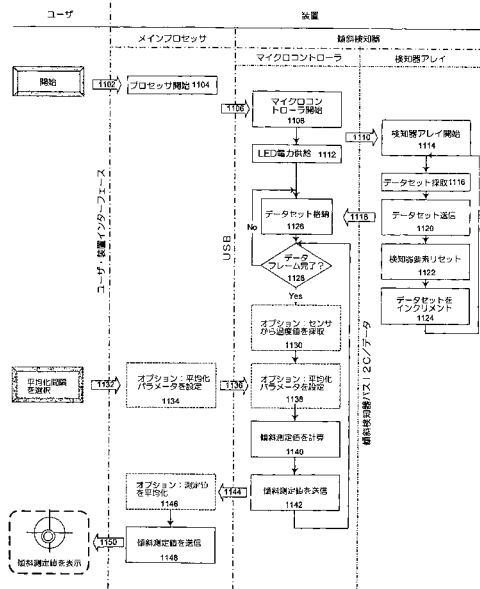 ユーザ
装置
メインプロセッサ
傾斜検知器
マイクロコントローラ
検知器アレイ
開始
1102
プロセッサ開始 1104
1106
マイクロコン
トローラ開始
1108
1110
検知器アレイ開始
1114
LED電力供給 1112
データセット採取 1116
データセット格納
1126
1118
データセット送信
1120
No
データ
フレーム完了?
1128
検知器要素リセット
1122
Yes
データセットを
インクリメント
1124
オプション:センサ
から温度値を採取
1130
ユーザ・装置インターフェース
USB
傾斜検知器バス:I2C/データ
平均化間隔
を選択
1132
オプション:平均化
パラメータを設定
1134
1136
オプション:平均化
パラメータを設定
1138
傾斜測定値を計算
1140
オプション:測定値
を平均化
1146
1144
傾斜測定値を送信
1142
1150
傾斜測定値を送信
1148
傾斜測定値を表示